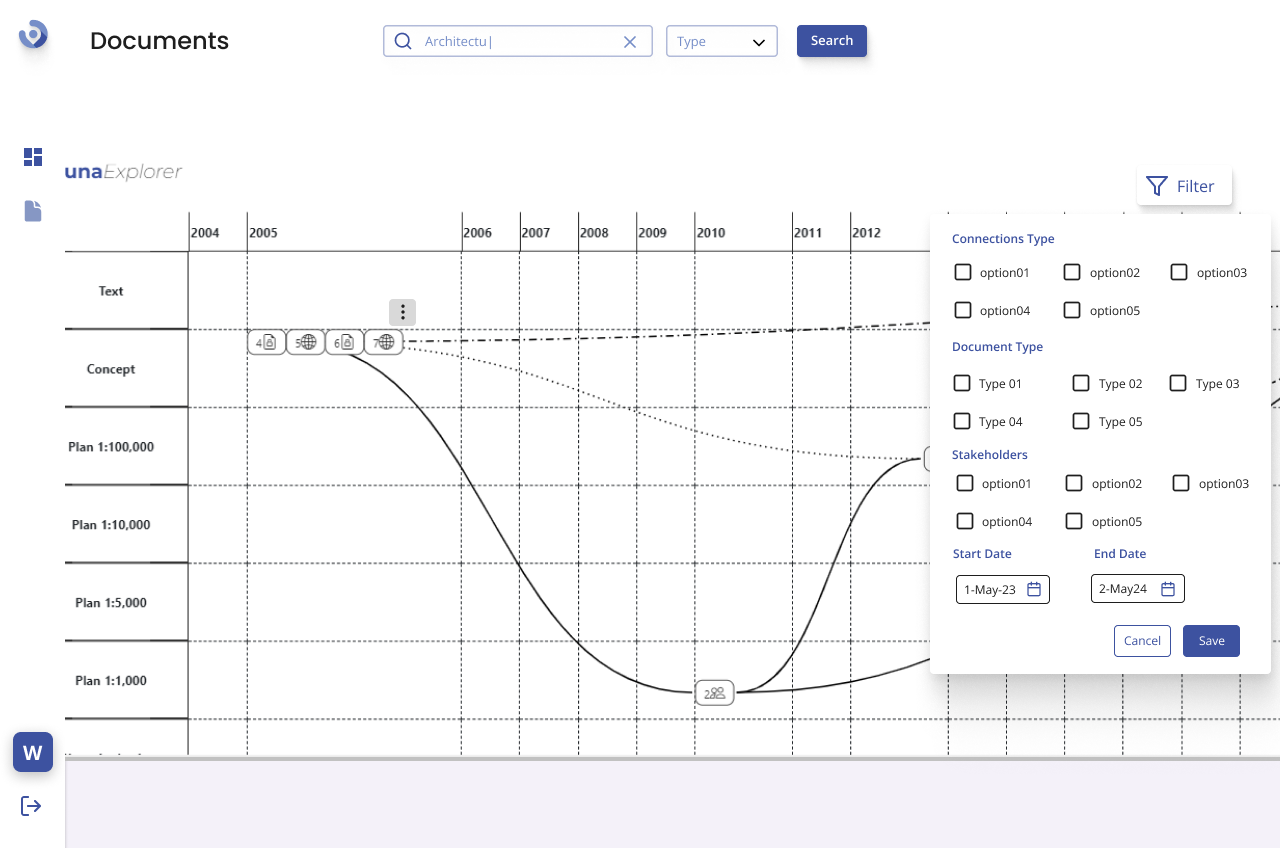 Documents
Architectu
Type
Search
unaExplorer
Filter
2004 2005 2006 2007 2008 2009 2010 2011 2012
Text
Concept
Plan 1:100,000
Plan 1:10,000
Plan 1:5,000
Plan 1:1,000
4 5 6 7
2
Connections Type
option01 option02 option03
option04 option05
Document Type
Type 01 Type 02 Type 03
Type 04 Type 05
Stakeholders
option01 option02 option03
option04 option05
Start Date End Date
1-May-23 2-May24
Cancel Save
W